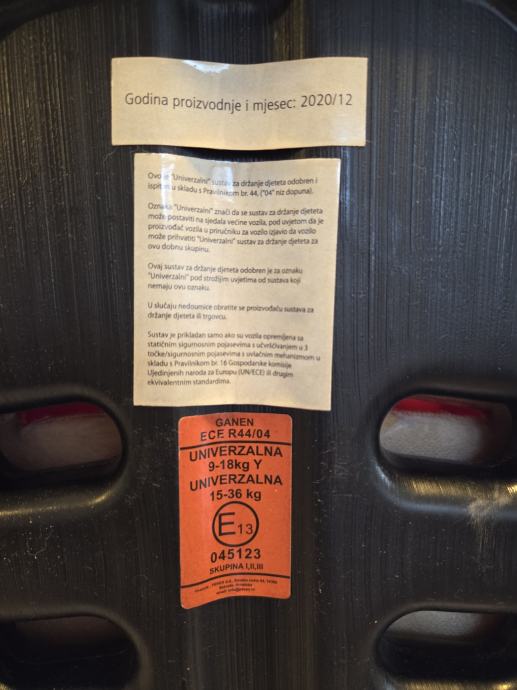 Godina proizvodnje i mjesec: 2020/12
Ovo je "Univerzalni" sustav za držanje djeteta odobren i
ispitan u skladu s Pravilnikom br. 44, ("04" niz dopuna).
Oznaka "Univerzalni" znači da se sustav za držanje djeteta
može postaviti na sjedala većine vozila, pod uvjetom da je
proizvođač vozila u priručniku za vozilo izjavio da vozilo
može prihvatiti "Univerzalni" sustav za držanje djeteta za
ovu dobnu skupinu.
Ovaj sustav za držanje djeteta odobren je za oznaku
"Univerzalni" pod strožijim uvjetima od sustava koji
nemaju ovu oznaku.
U slučaju nedoumice obratite se proizvođaču sustava za
držanje djeteta ili trgovcu.
Sustav je prikladan samo ako su vozila opremljena sa
statičnim sigurnosnim pojasevima s učvršćivanjem u 3
točke/sigurnosnim pojasevima s uvlačnim mehanizmom u
skladu s Pravilnikom br. 16 Gospodarske komisije
Ujedinjenih naroda za Europu (UN/ECE) ili drugim
ekvivalentnim standardima.
GANEN
ECE R44/04
UNIVERZALNA
9-18kg Y
UNIVERZALNA
15-36 kg
E13
045123
SKUPINA I,II,III